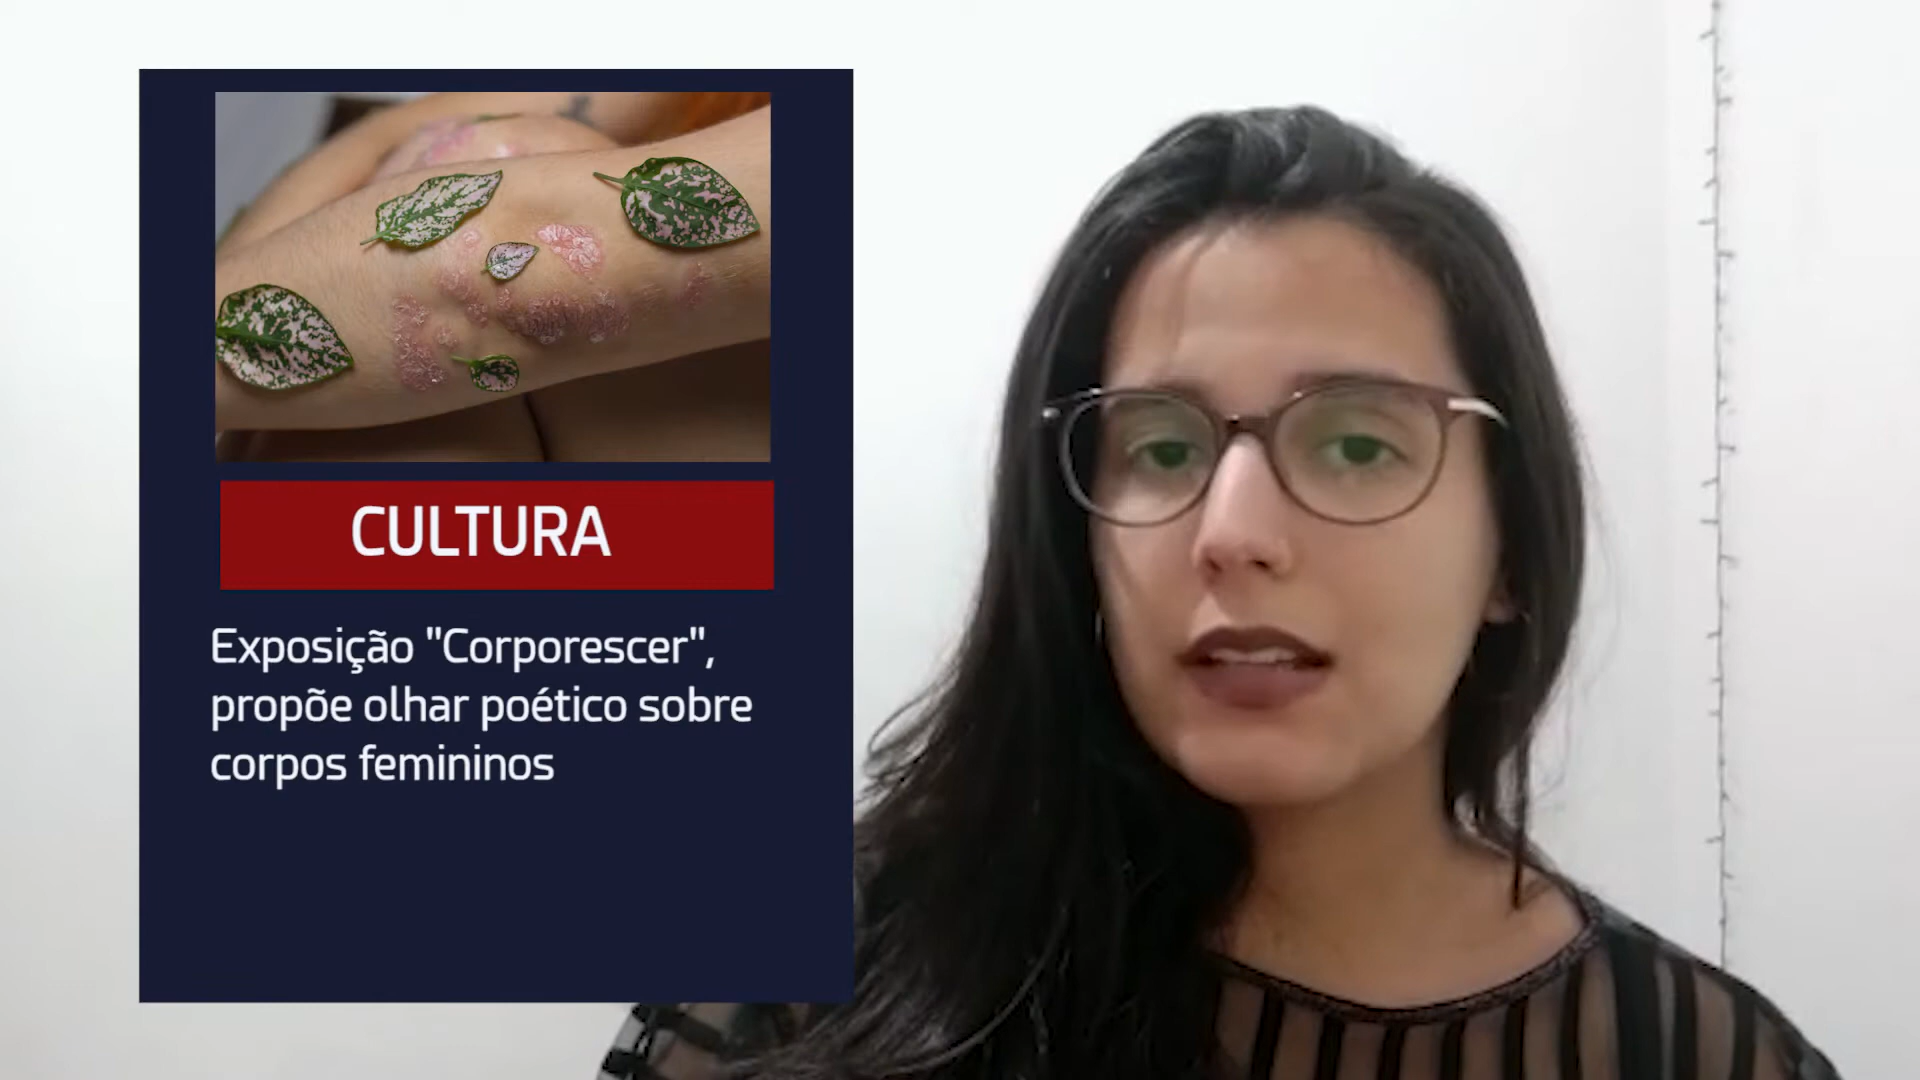 CULTURA
Exposição "Corporescer",
propõe olhar poético sobre
corpos femininos